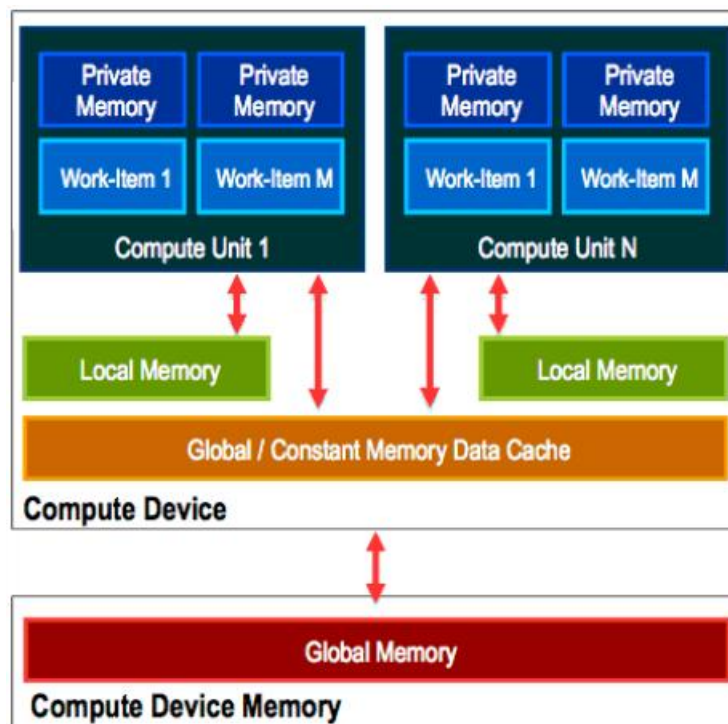 Private Memory
Private Memory
Private Memory
Private Memory
Work-Item 1
Work-Item M
Work-Item 1
Work-Item M
Compute Unit 1
Compute Unit N
Local Memory
Local Memory
Global / Constant Memory Data Cache
Compute Device
Global Memory
Compute Device Memory